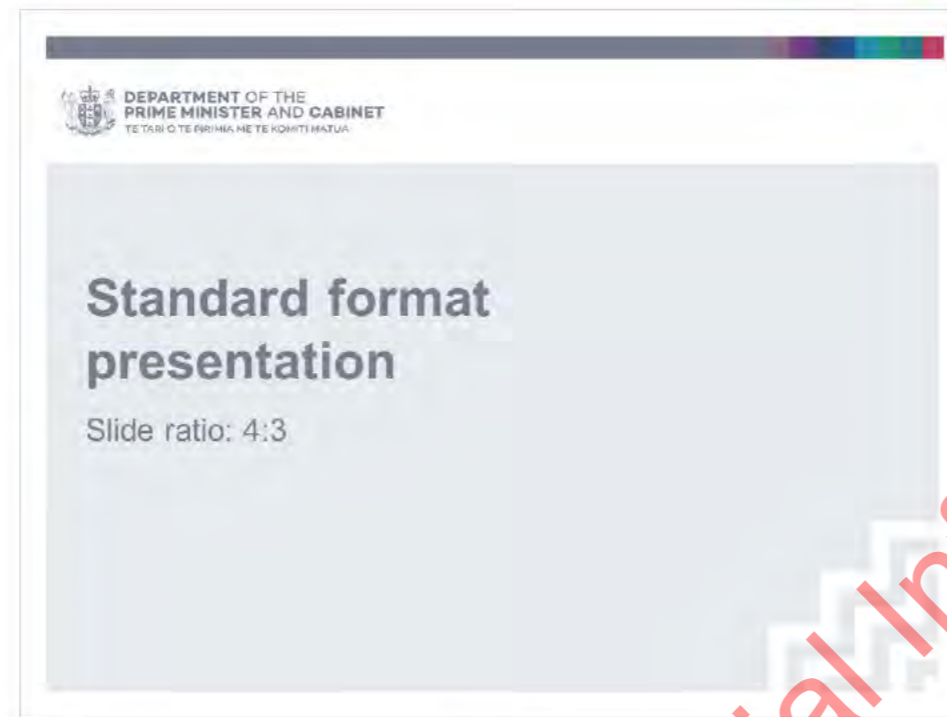 DEPARTMENT OF THE
PRIME MINISTER AND CABINET
TE TARI O TE PIRIMIA ME TE KOMITI MATUA
Standard format
presentation
Slide ratio: 4:3